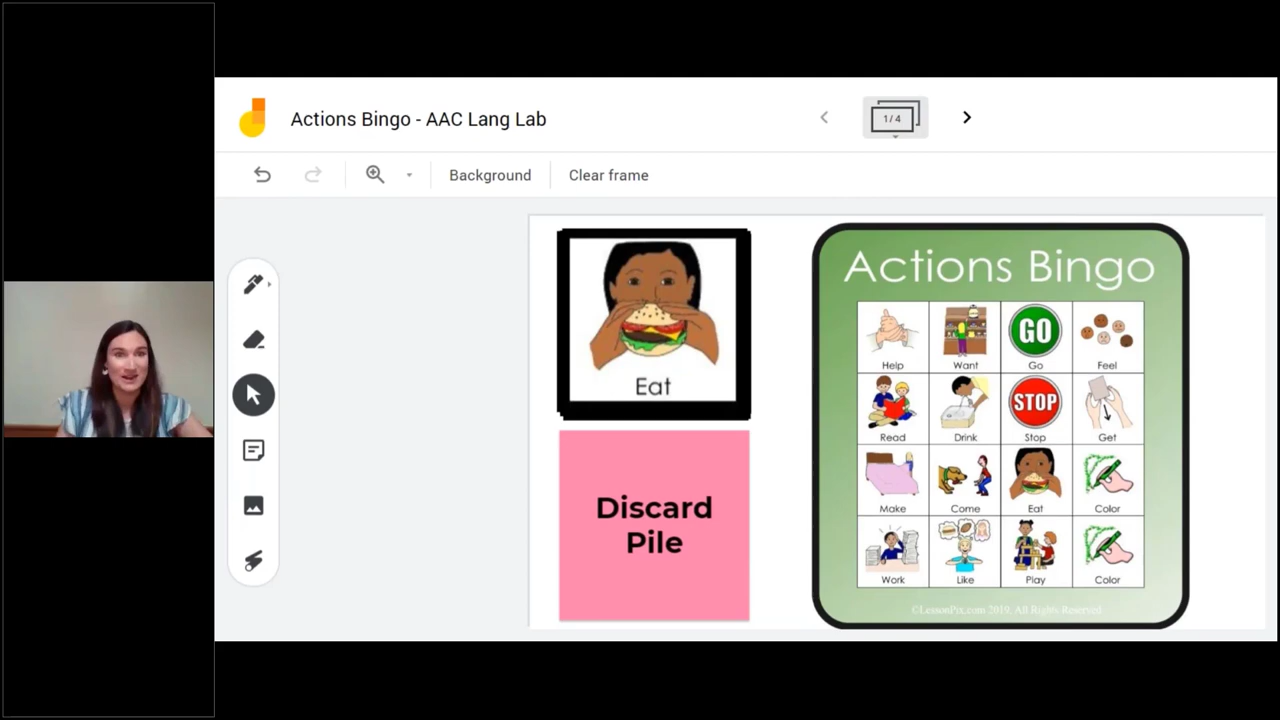 Actions Bingo - AAC Lang Lab
1/4
Background
Clear frame
Eat
Discard
Pile
Actions Bingo
GO
Help Want Go Feel
STOP
Read Drink Stop Get
Make Come Eat Color
Work Like Play Color
©LessonPix.com 2019. All Rights Reserved